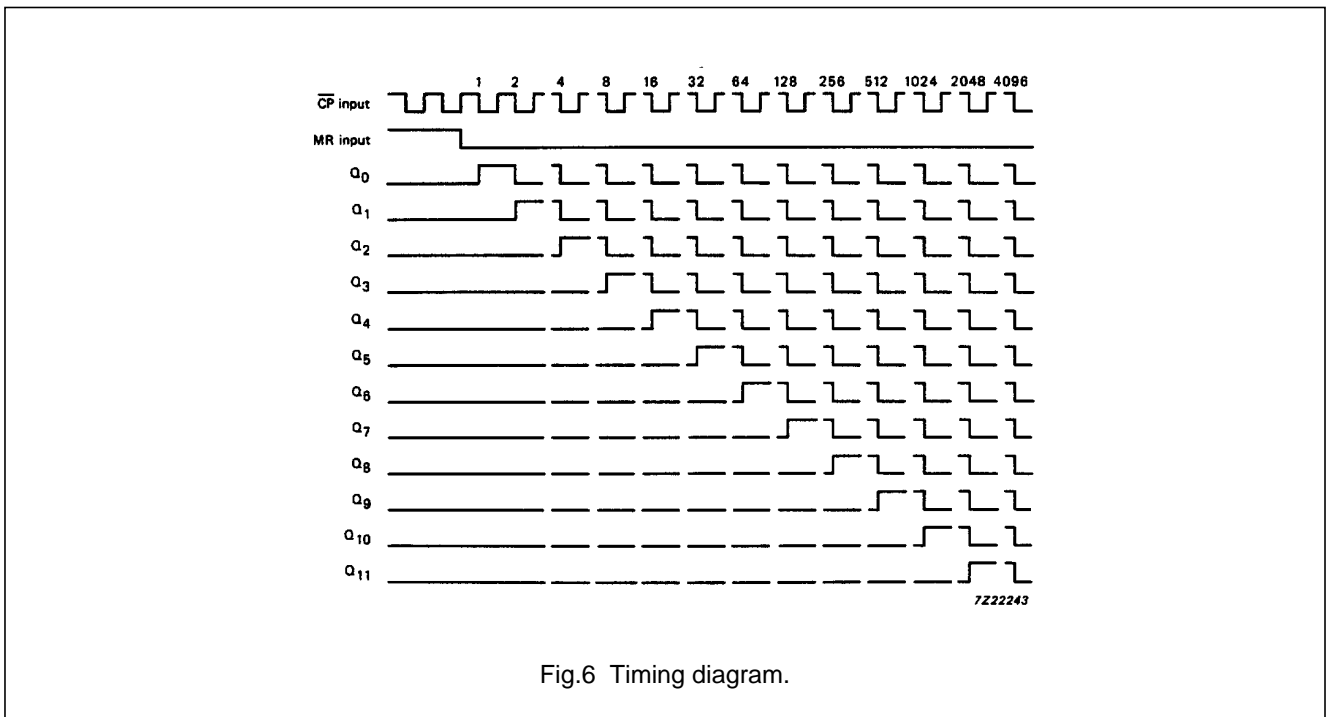 1 2 4 8 16 32 64 128 256 512 1024 2048 4096
CP input
MR input
Q0
Q1
Q2
Q3
Q4
Q5
Q6
Q7
Q8
Q9
Q10
Q11
7Z22243
Fig.6 Timing diagram.